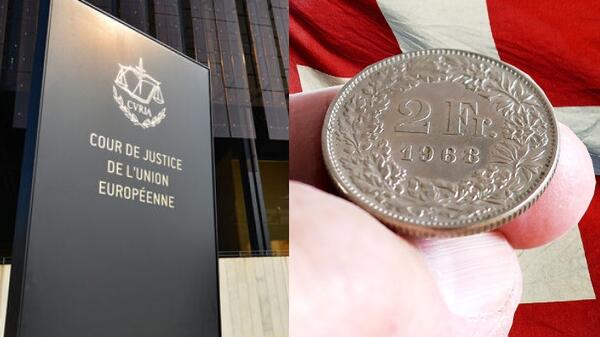 CVRIA
COUR DE JUSTICE
DE L'UNION
EUROPÉENNE
2 Fr.
1968